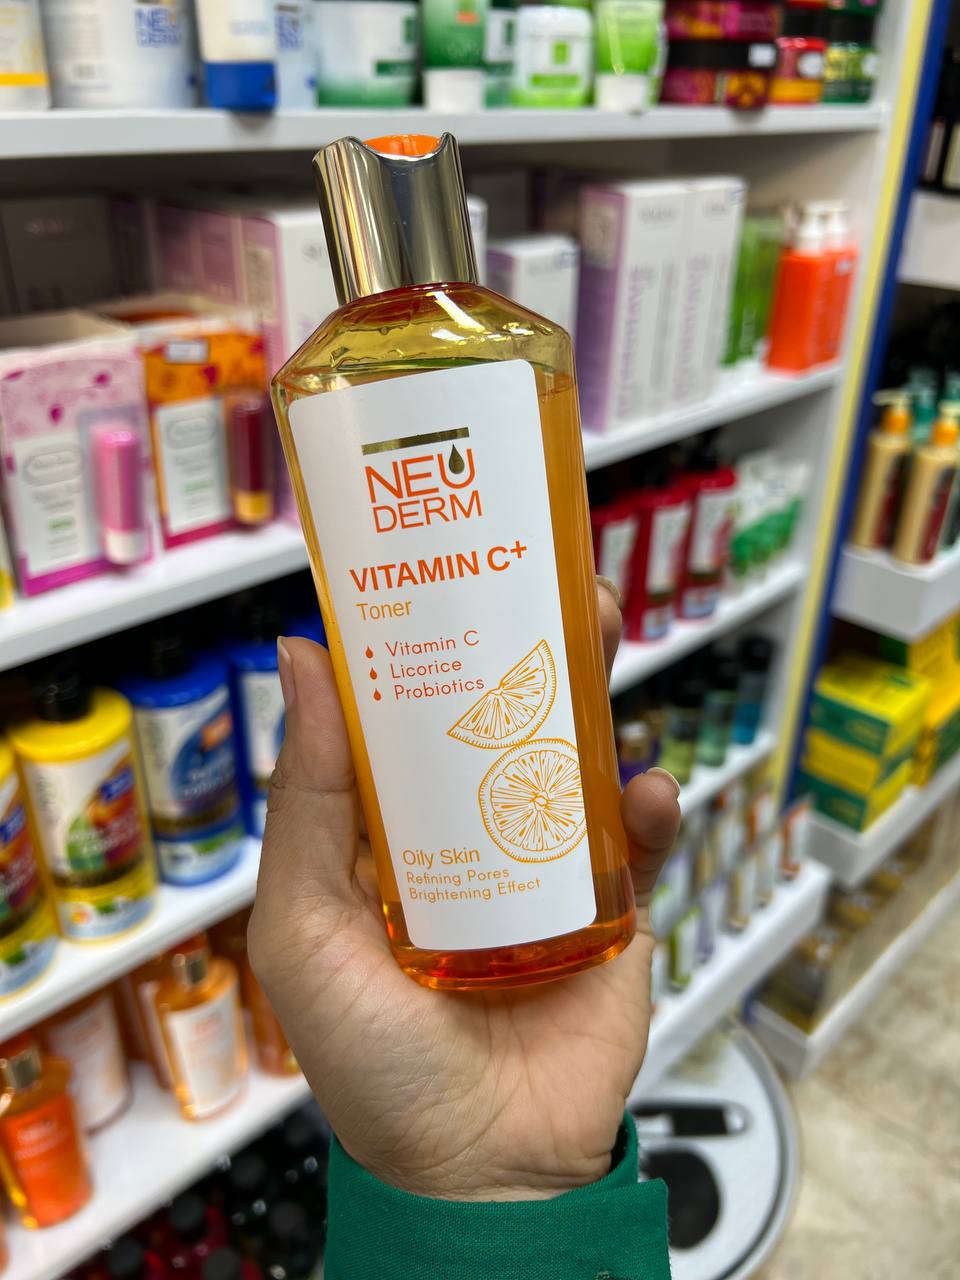 NEU
DERM
VITAMIN C+
Toner
Vitamin C
Licorice
Probiotics
Oily Skin
Refining Pores
Brightening Effect